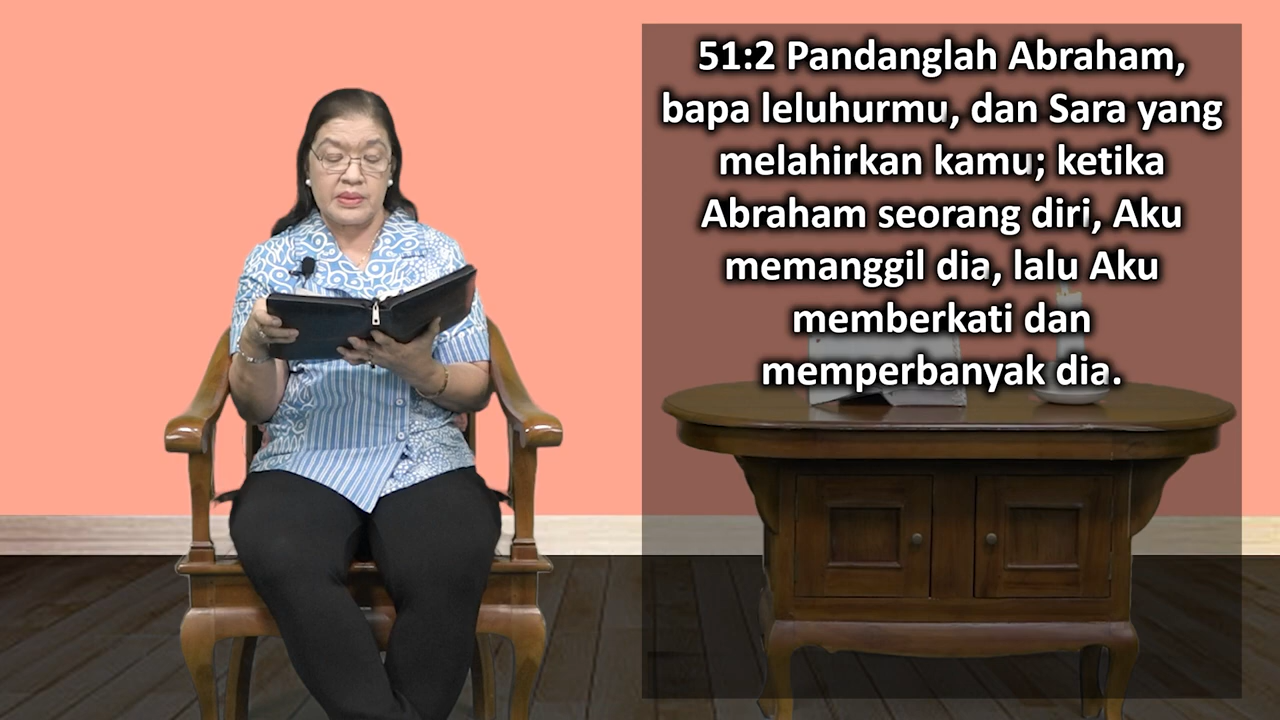 51:2 Pandanglah Abraham,
bapa leluhurmu, dan Sara yang
melahirkan kamu; ketika
Abraham seorang diri, Aku
memanggil dia, lalu Aku
memberkati dan
memperbanyak dia.